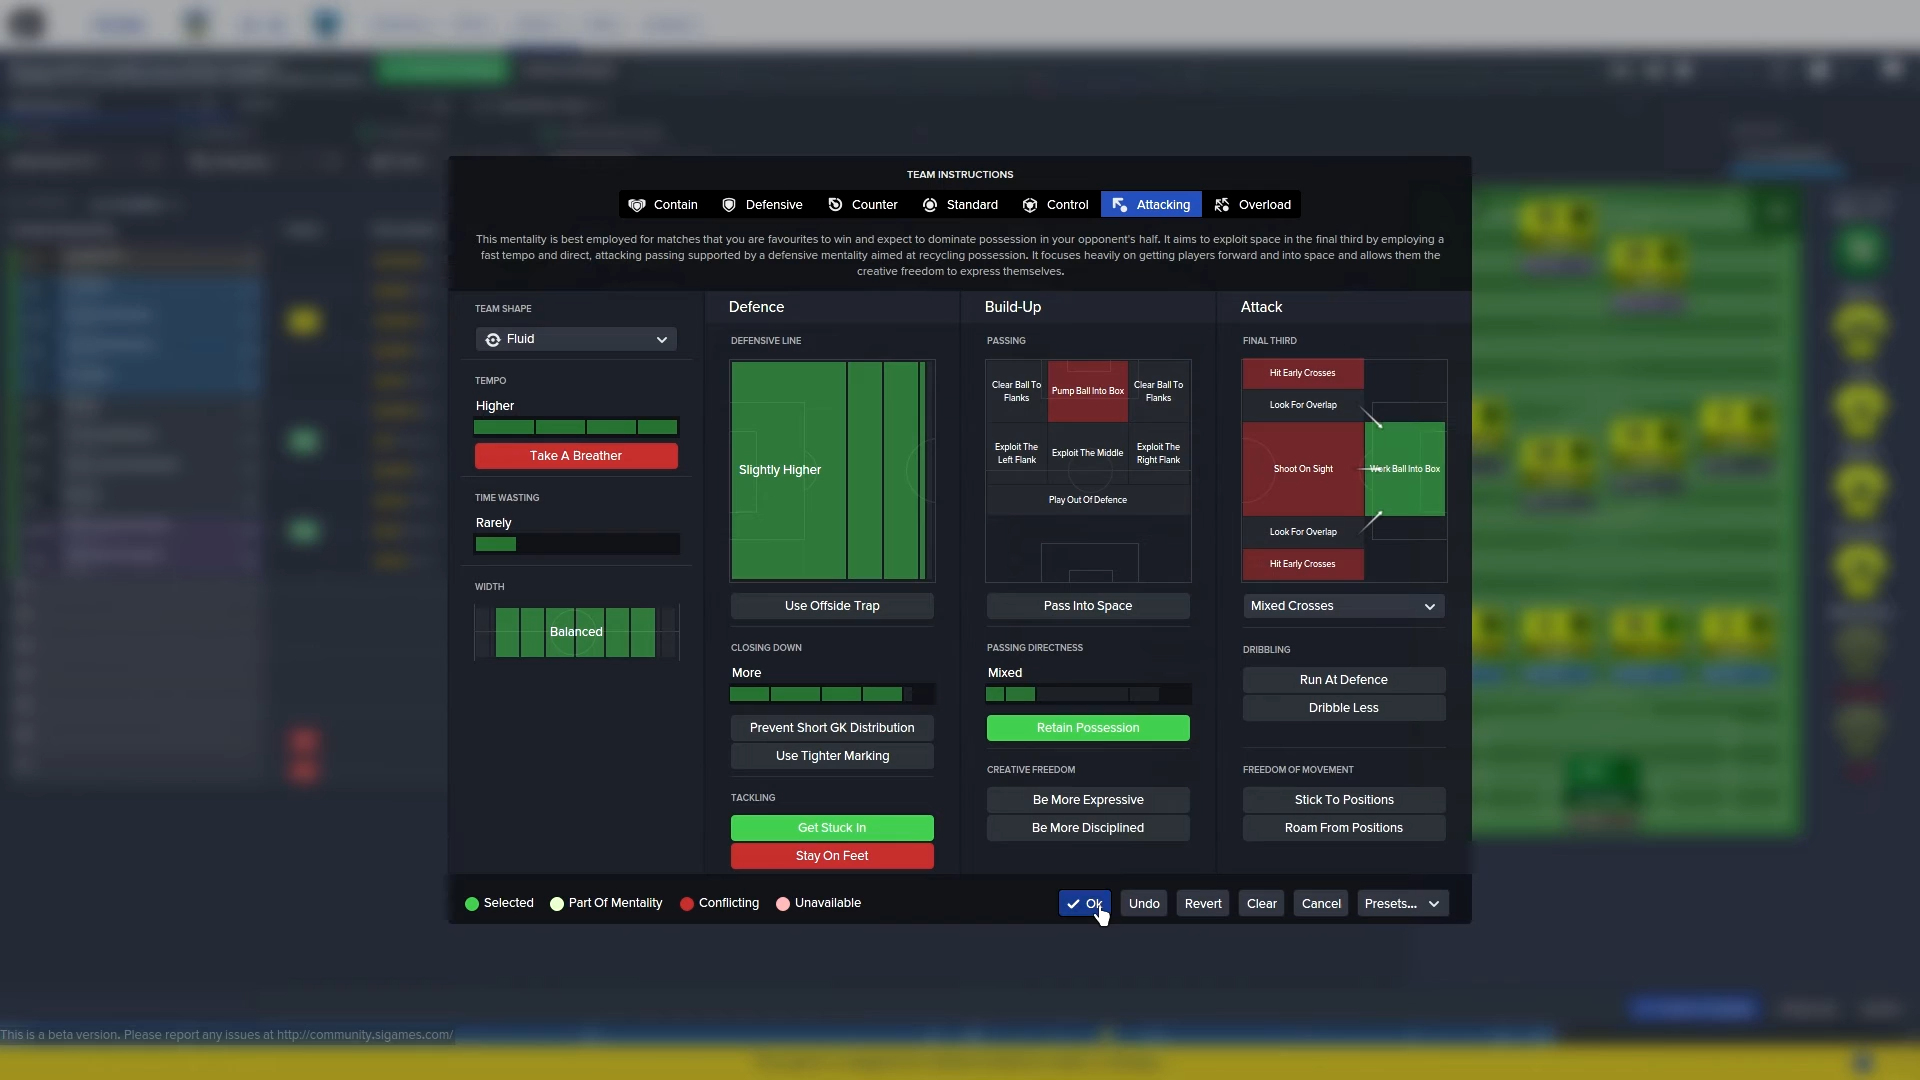 TEAM INSTRUCTIONS
Contain Defensive Counter Standard Control Attacking Overload
This mentality is best employed for matches that you are favourites to win and expect to dominate possession in your opponent's half. It aims to exploit space in the final third by employing a
fast tempo and direct, attacking passing supported by a defensive mentality aimed at recycling possession. It focuses heavily on getting players forward and into space and allows them the
creative freedom to express themselves.
TEAM SHAPE
Fluid
TEMPO
Higher
Take A Breather
TIME WASTING
Rarely
WIDTH
Balanced
Defence
DEFENSIVE LINE
Slightly Higher
Use Offside Trap
CLOSING DOWN
More
Prevent Short GK Distribution
Use Tighter Marking
TACKLING
Get Stuck In
Stay On Feet
Build-Up
PASSING
Clear Ball To
Flanks
Pump Ball Into Box
Clear Ball To
Flanks
Exploit The
Left Flank
Exploit The Middle
Exploit The
Right Flank
Play Out Of Defence
Pass Into Space
PASSING DIRECTNESS
Mixed
Retain Possession
CREATIVE FREEDOM
Be More Expressive
Be More Disciplined
Attack
FINAL THIRD
Hit Early Crosses
Look For Overlap
Shoot On Sight
Work Ball Into Box
Look For Overlap
Hit Early Crosses
Mixed Crosses
DRIBBLING
Run At Defence
Dribble Less
FREEDOM OF MOVEMENT
Stick To Positions
Roam From Positions
Selected Part Of Mentality Conflicting Unavailable
Ok Undo Revert Clear Cancel Presets...
This is a beta version. Please report any issues at http://community.sigames.com/